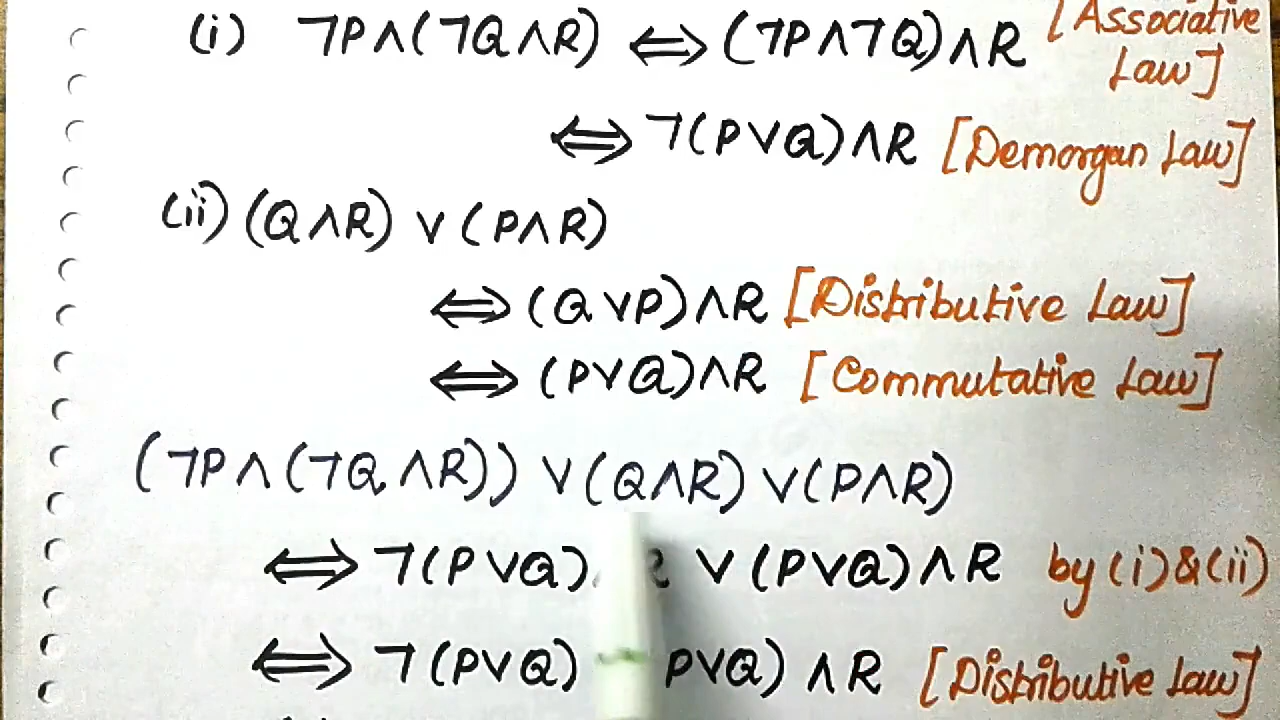 (i) ¬P∧(¬Q∧R) ⇔ (¬P∧¬Q)∧R [Associative Law]
⇔ ¬(P∨Q)∧R [Demorgan Law]
(ii) (Q∧R) ∨ (P∧R)
⇔ (Q∨P)∧R [Distributive Law]
⇔ (P∨Q)∧R [Commutative Law]
(¬P∧(¬Q∧R)) ∨ (Q∧R) ∨ (P∧R)
⇔ ¬(P∨Q) R ∨ (P∨Q)∧R by (i) & (ii)
⇔ ¬(P∨Q) P∨Q) ∧R [Distributive Law]